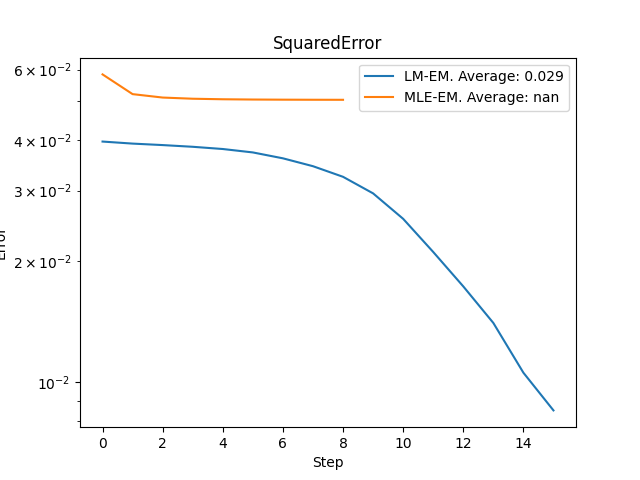 SquaredError
6 × 10⁻²
4 × 10⁻²
3 × 10⁻²
2 × 10⁻²
10⁻²
Error
LM-EM. Average: 0.029
MLE-EM. Average: nan
0 2 4 6 8 10 12 14
Step